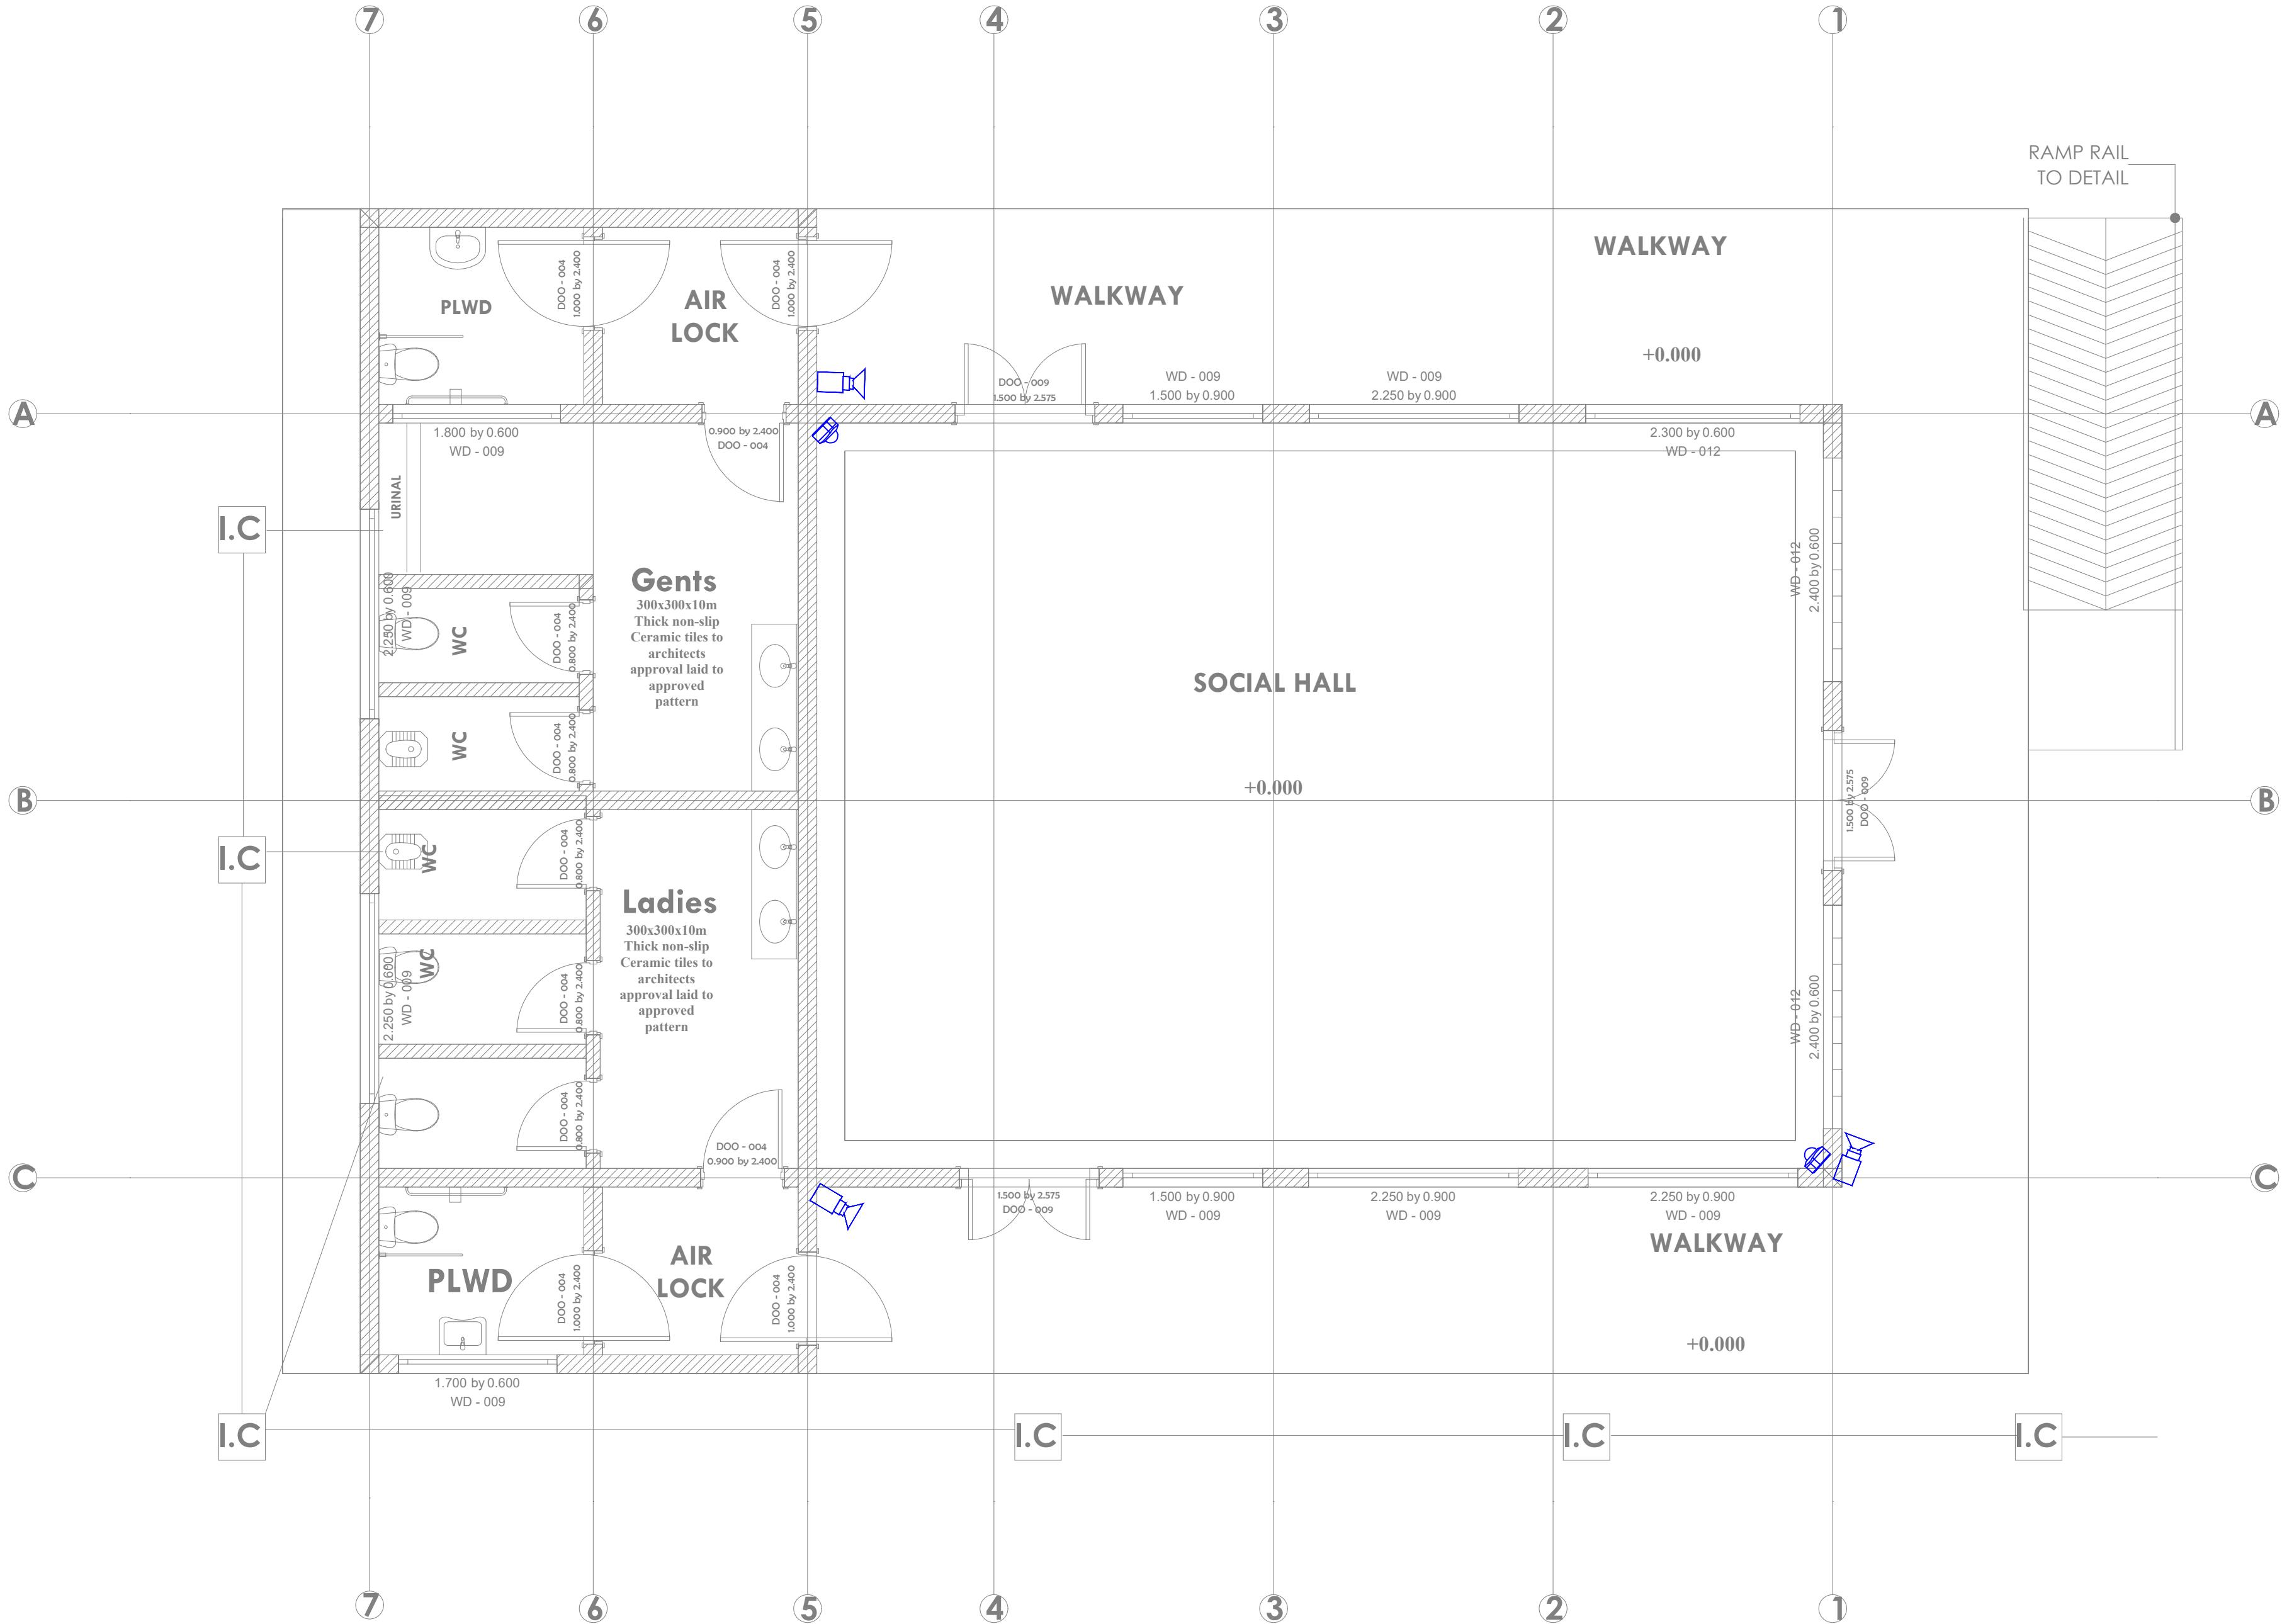 7 6 5 4 3 2 1
RAMP RAIL
TO DETAIL
WALKWAY
WALKWAY
+0.000
PLWD
AIR
LOCK
DOO - 004
1.000 by 2.400
DOO - 004
1.000 by 2.400
DOO - 009
1.500 by 2.575
WD - 009
1.500 by 0.900
WD - 009
2.250 by 0.900
A A
1.800 by 0.600
WD - 009
0.900 by 2.400
DOO - 004
2.300 by 0.600
WD - 012
URINAL
I.C
2.250 by 0.600
WD - 009
WC
DOO - 004
0.800 by 2.400
Gents
300x300x10m
Thick non-slip
Ceramic tiles to
architects
approval laid to
approved
pattern
WD - 012
2.400 by 0.600
SOCIAL HALL
WC
DOO - 004
0.800 by 2.400
+0.000
1.500 by 2.575
DOO - 009
B B
I.C
WC
DOO - 004
0.800 by 2.400
Ladies
300x300x10m
Thick non-slip
Ceramic tiles to
architects
approval laid to
approved
pattern
WC
2.250 by 0.600
WD - 009
DOO - 004
0.800 by 2.400
WD - 012
2.400 by 0.600
DOO - 004
0.800 by 2.400
DOO - 004
0.900 by 2.400
C C
1.500 by 2.575
DOO - 009
1.500 by 0.900
WD - 009
2.250 by 0.900
WD - 009
2.250 by 0.900
WD - 009
WALKWAY
PLWD
AIR
LOCK
DOO - 004
1.000 by 2.400
DOO - 004
1.000 by 2.400
+0.000
1.700 by 0.600
WD - 009
I.C I.C I.C I.C
7 6 5 4 3 2 1